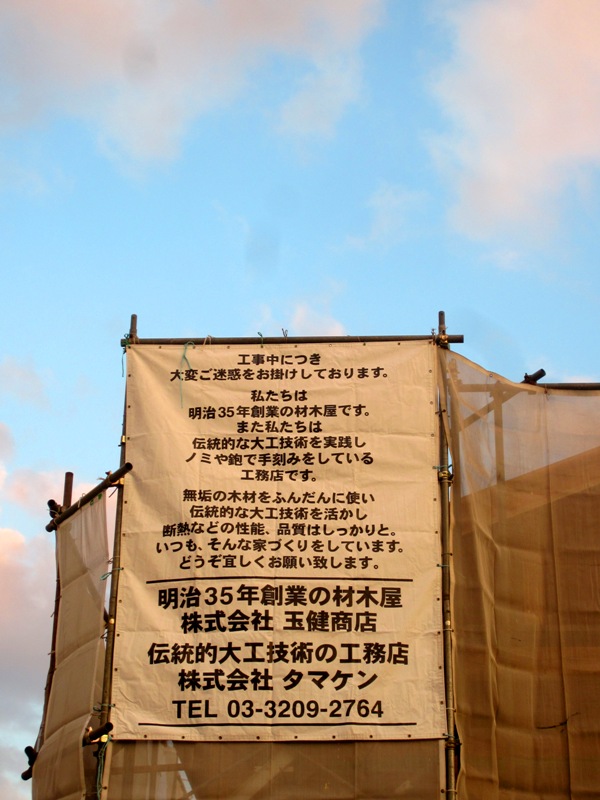 工事中につき
大変ご迷惑をお掛けしております。
私たちは
明治35年創業の材木屋です。
また私たちは
伝統的な大工技術を実践し
ノミや鉋で手刻みをしている
工務店です。
無垢の木材をふんだんに使い
伝統的な大工技術を活かし
断熱などの性能、品質はしっかりと。
いつも、そんな家づくりをしています。
どうぞ宜しくお願い致します。
明治35年創業の材木屋
株式会社 玉健商店
伝統的大工技術の工務店
株式会社 タマケン
TEL 03-3209-2764